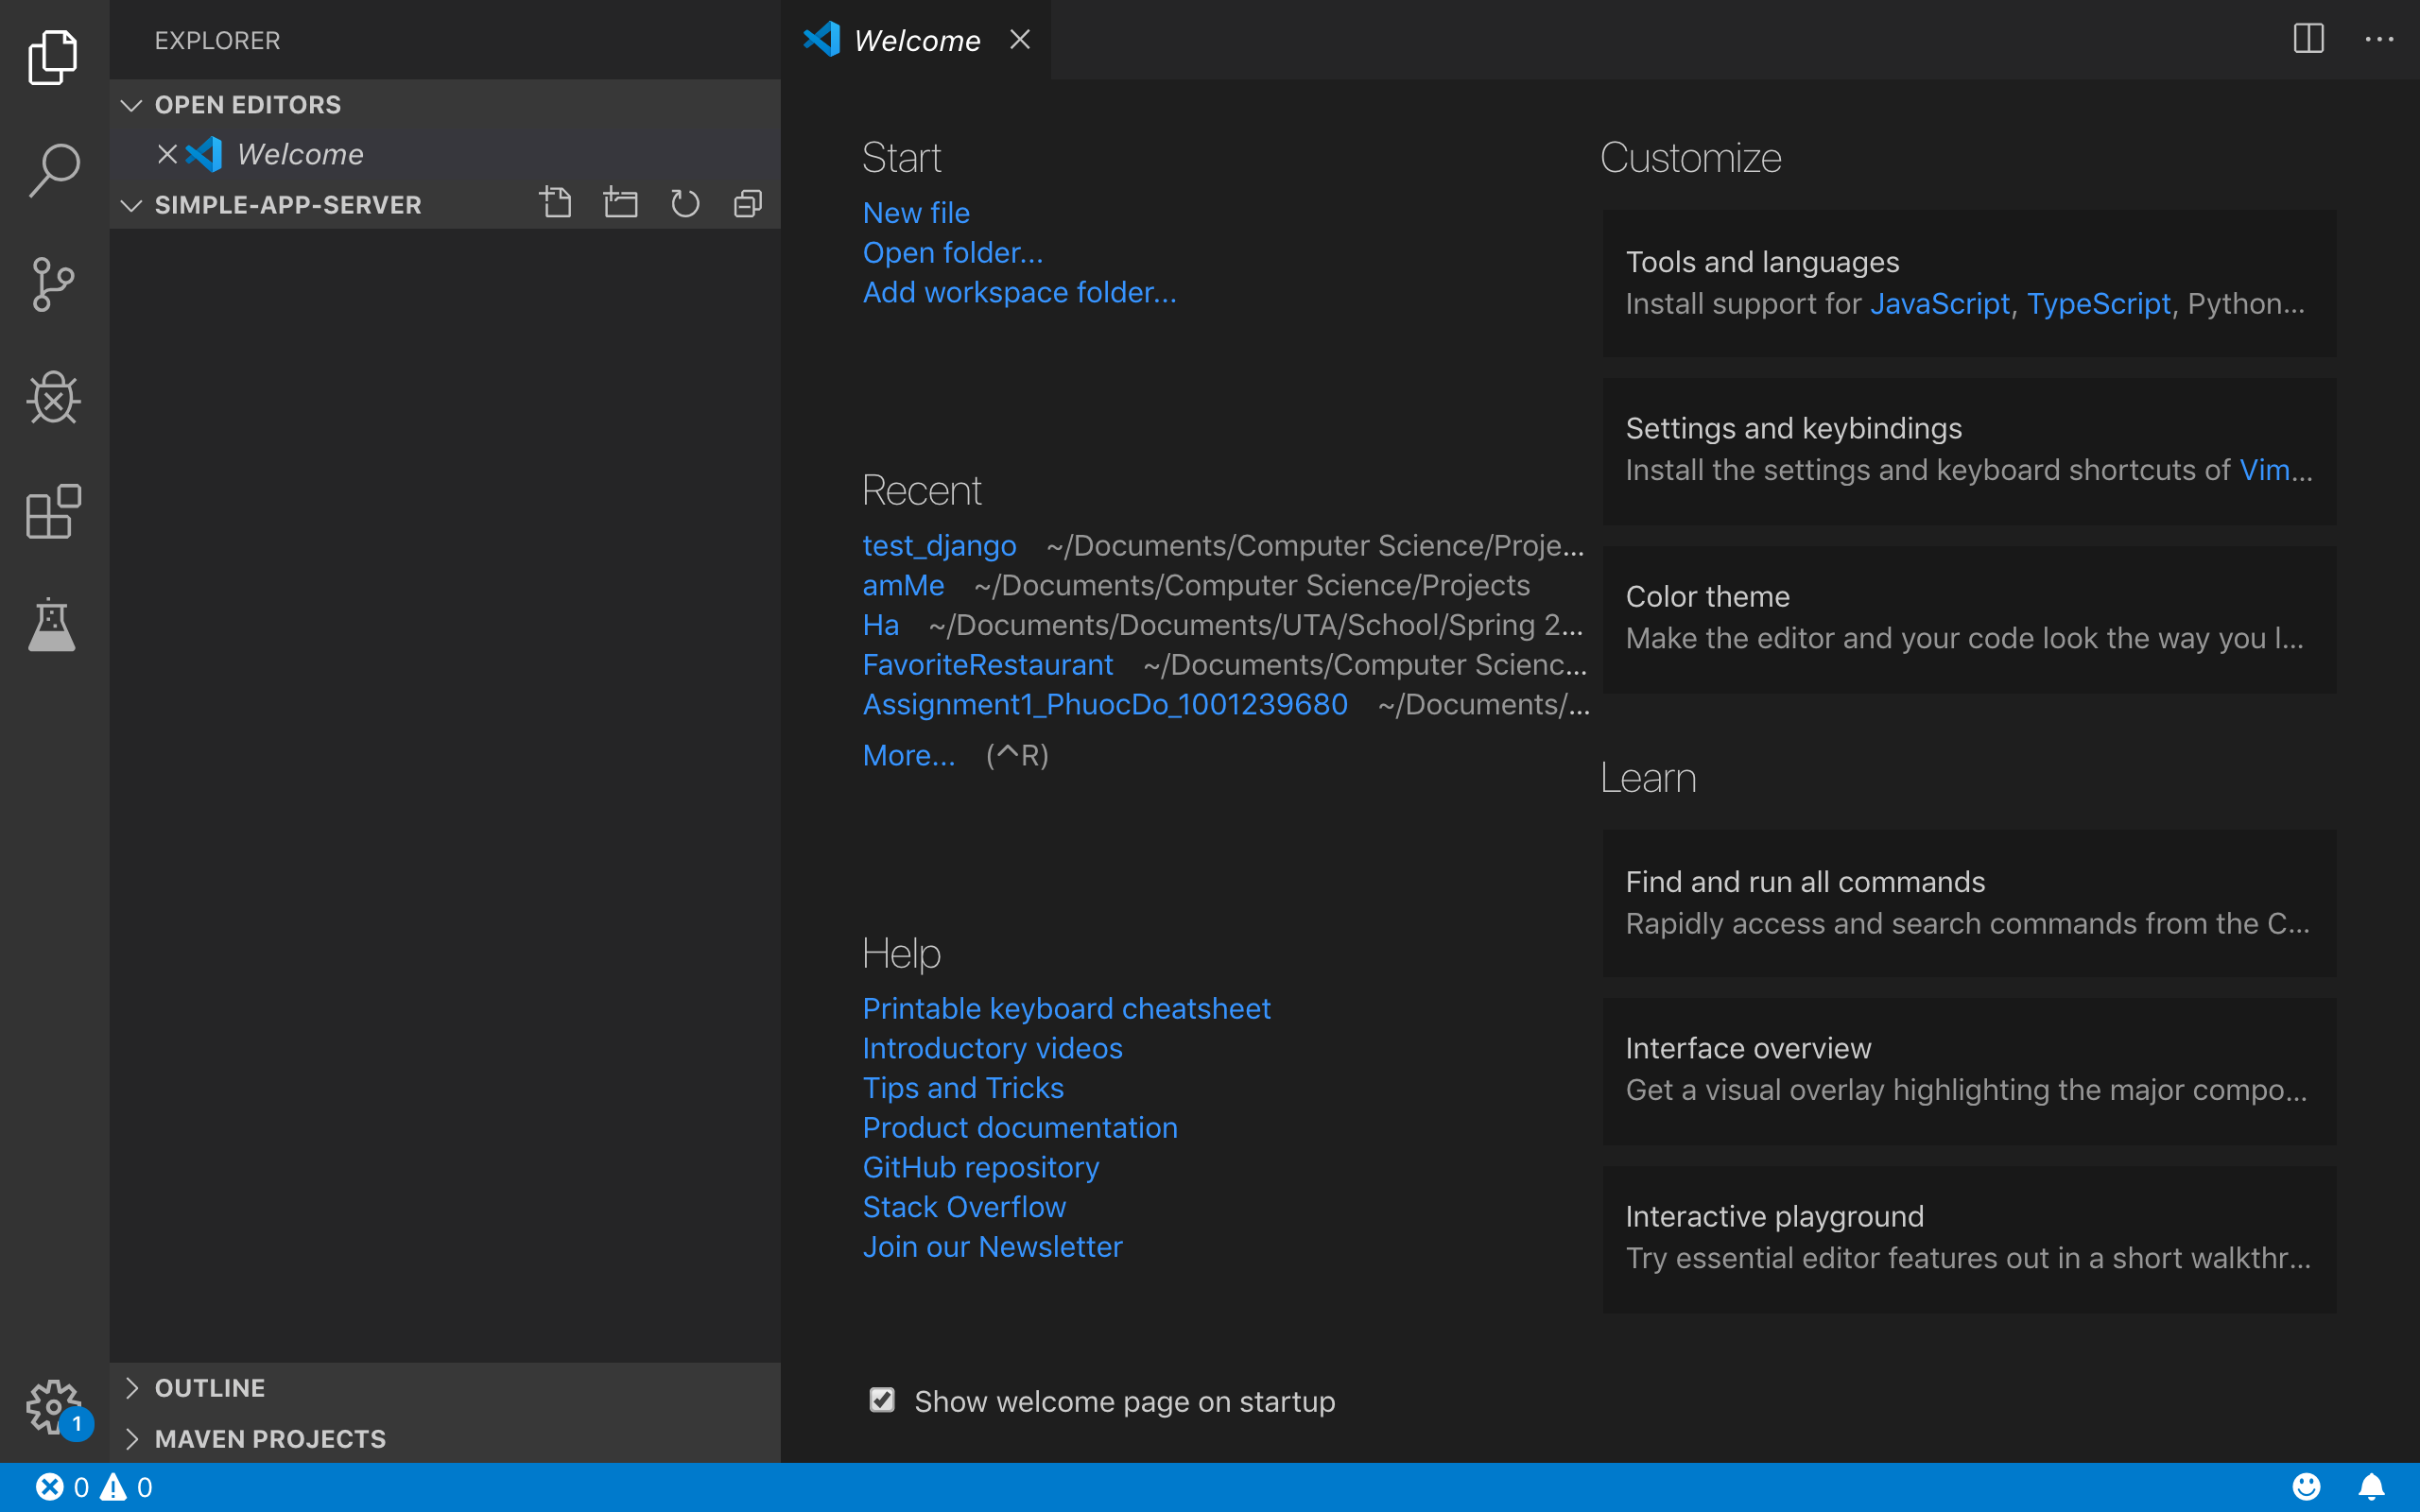 EXPLORER
OPEN EDITORS
Welcome
SIMPLE-APP-SERVER
OUTLINE
MAVEN PROJECTS
Welcome
Start
New file
Open folder...
Add workspace folder...
Recent
test_django ~/Documents/Computer Science/Proje...
amMe ~/Documents/Computer Science/Projects
Ha ~/Documents/Documents/UTA/School/Spring 2...
FavoriteRestaurant ~/Documents/Computer Scienc...
Assignment1_PhuocDo_1001239680 ~/Documents/...
More... (^R)
Help
Printable keyboard cheatsheet
Introductory videos
Tips and Tricks
Product documentation
GitHub repository
Stack Overflow
Join our Newsletter
Show welcome page on startup
Customize
Tools and languages
Install support for JavaScript, TypeScript, Python...
Settings and keybindings
Install the settings and keyboard shortcuts of Vim...
Color theme
Make the editor and your code look the way you l...
Learn
Find and run all commands
Rapidly access and search commands from the C...
Interface overview
Get a visual overlay highlighting the major compo...
Interactive playground
Try essential editor features out in a short walkthr...
1
0 0